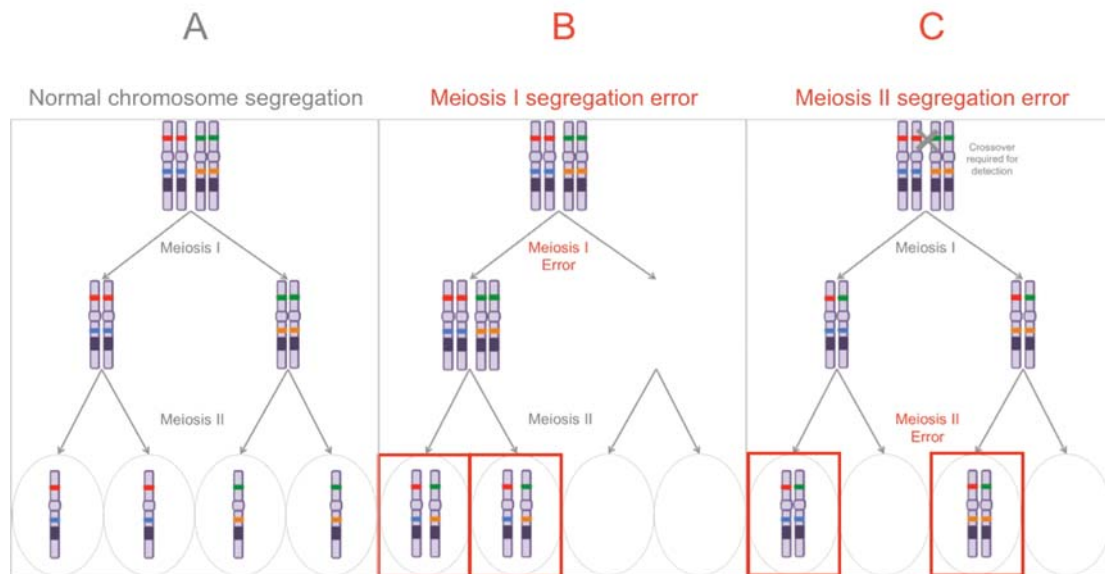 A
B
C
Normal chromosome segregation
Meiosis I segregation error
Meiosis II segregation error
Crossover
required for
detection
Meiosis I
Meiosis I
Error
Meiosis I
Meiosis II
Meiosis II
Meiosis II
Error